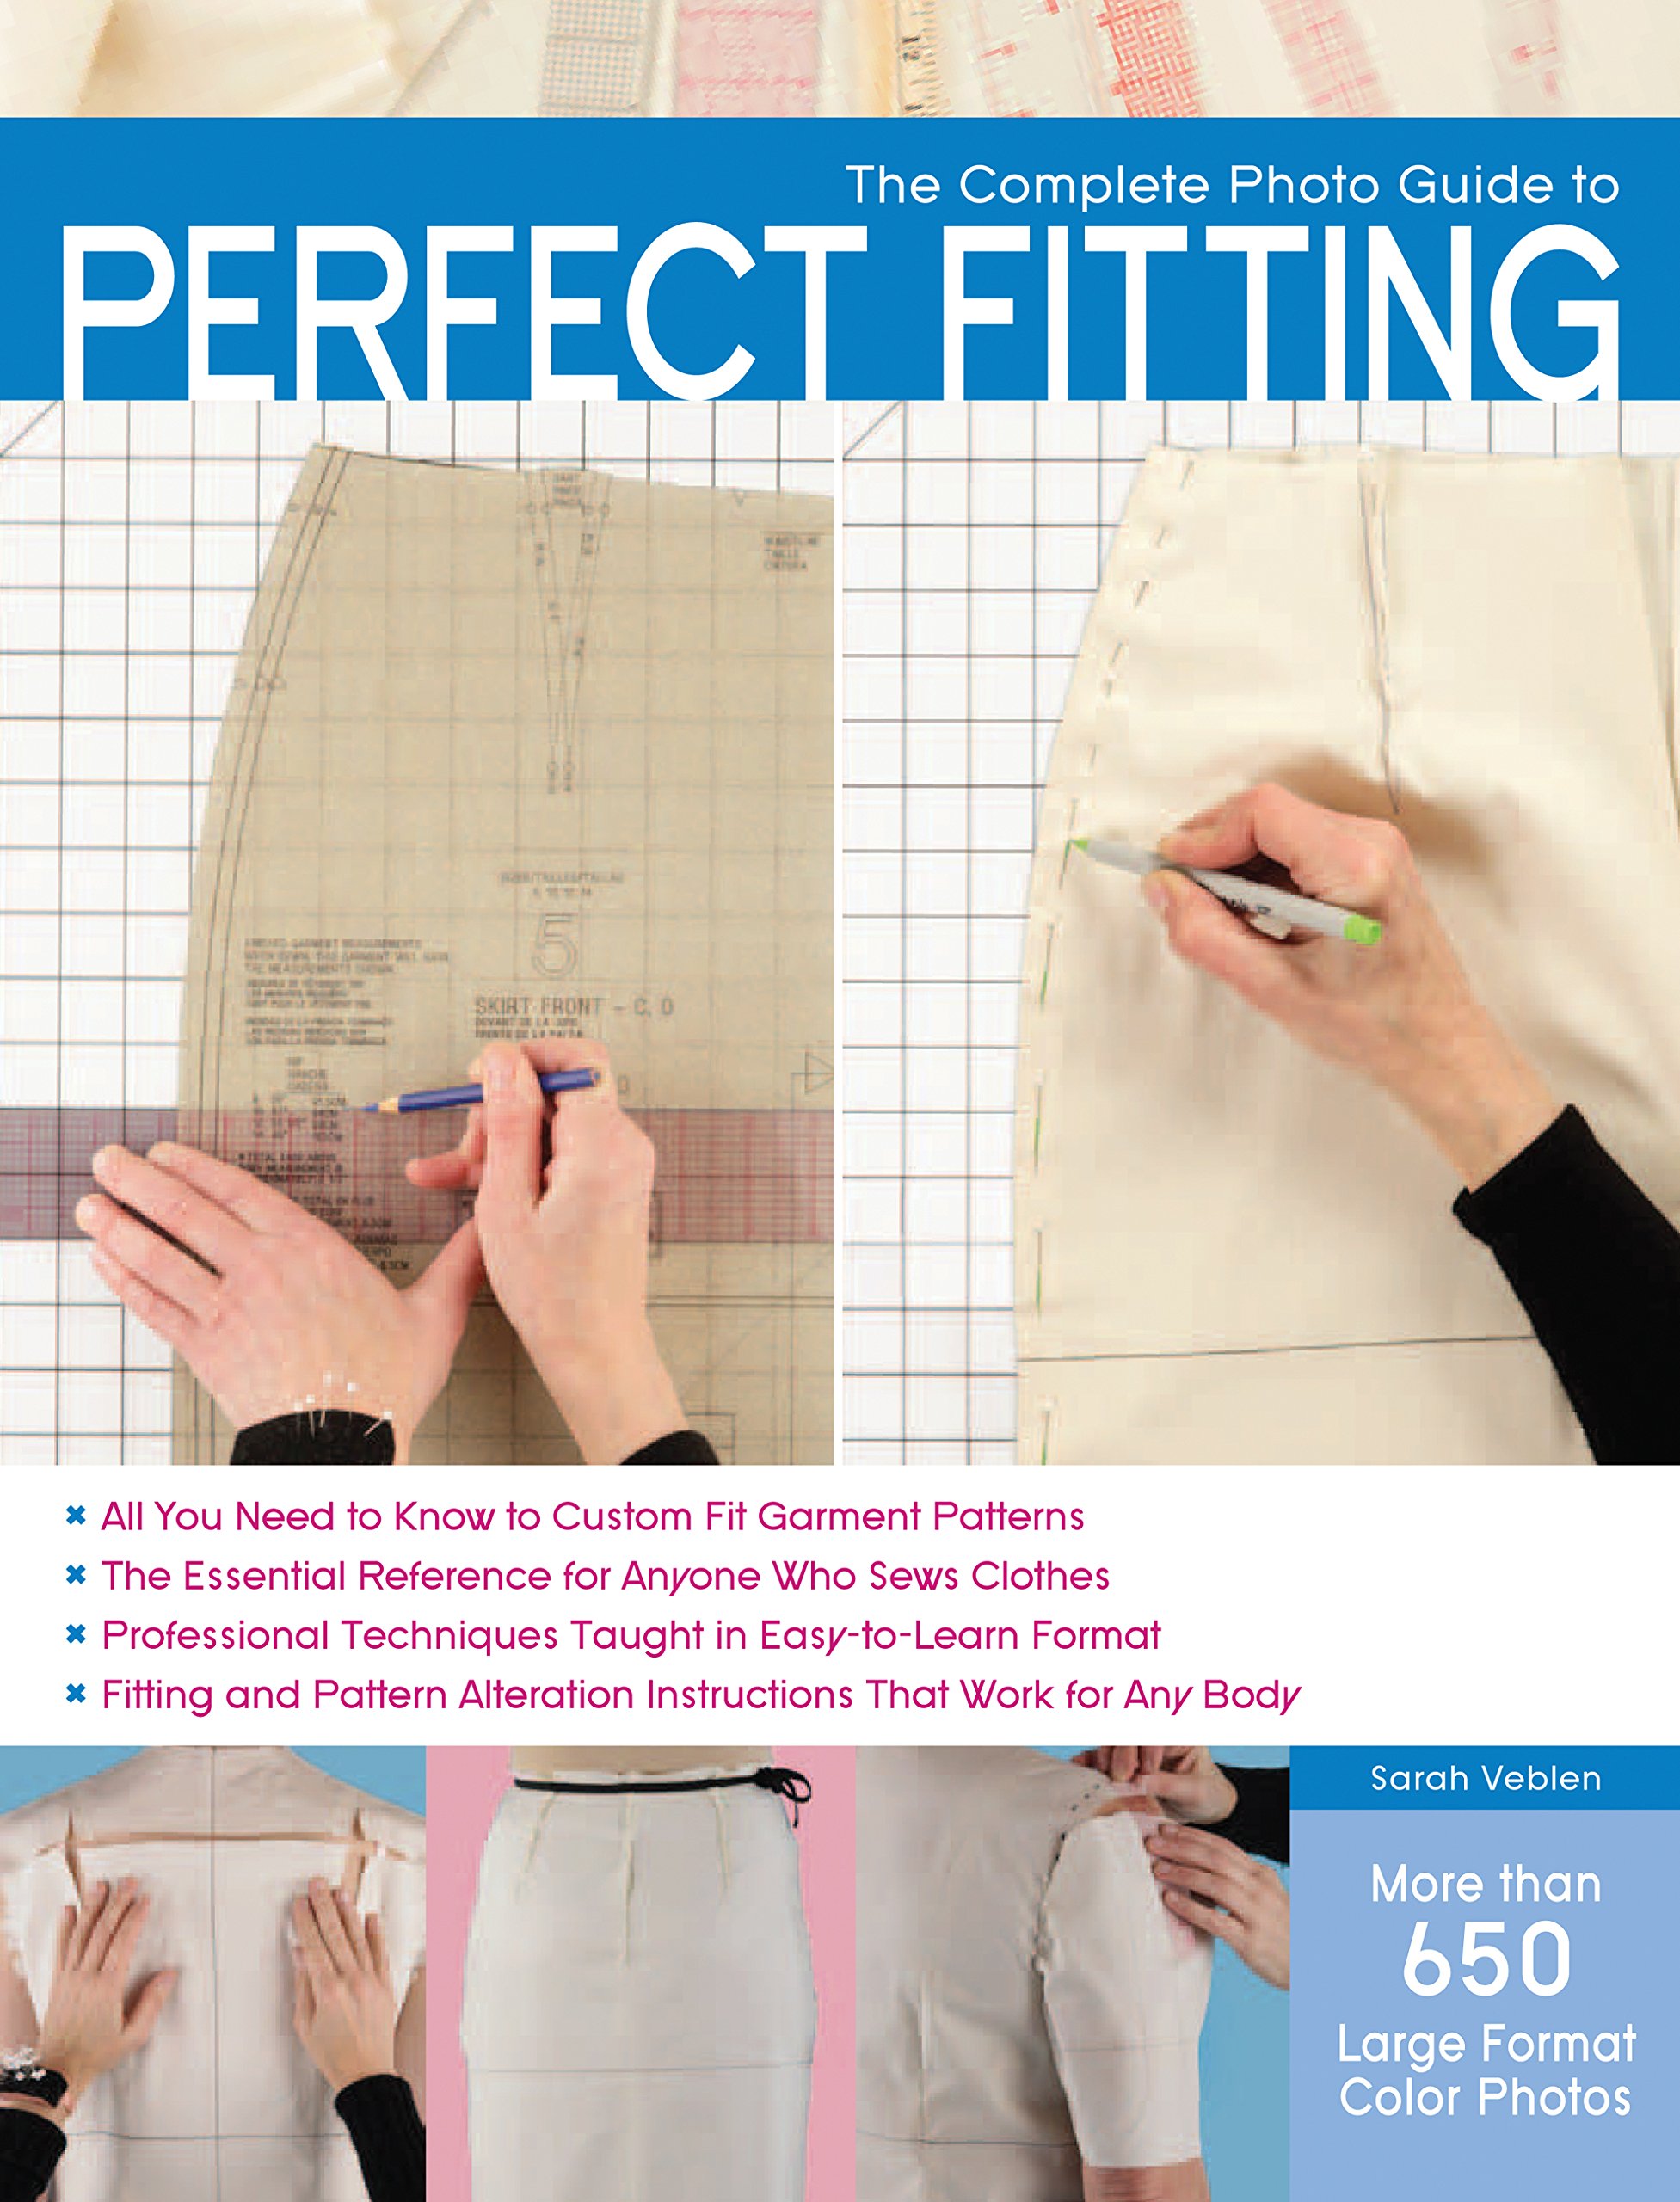 The Complete Photo Guide to
PERFECT FITTING
5
SKIRT FRONT - C, D
All You Need to Know to Custom Fit Garment Patterns
The Essential Reference for Anyone Who Sews Clothes
Professional Techniques Taught in Easy-to-Learn Format
Fitting and Pattern Alteration Instructions That Work for Any Body
Sarah Veblen
More than
650
Large Format
Color Photos